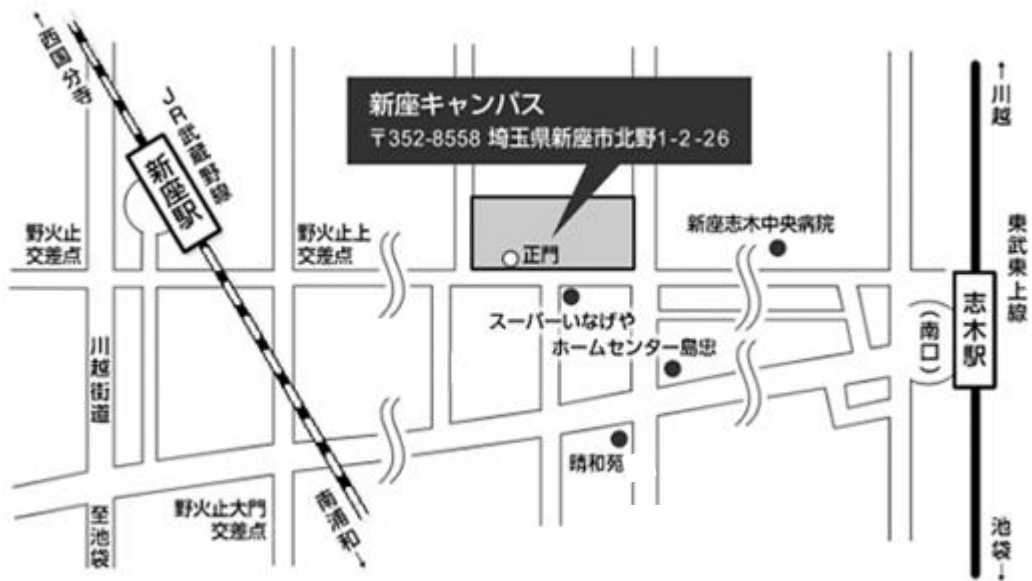 ←西国分寺
JR武蔵野線
新座駅
新座キャンパス
〒352-8558 埼玉県新座市北野1-2-26
←川越
東武東上線
野火止
交差点
野火止上
交差点
正門
新座志木中央病院
スーパーいなげや
ホームセンター島忠
志木駅
(南口)
川越街道
晴和苑
野火止大門
交差点
至池袋
南浦和→
池袋→